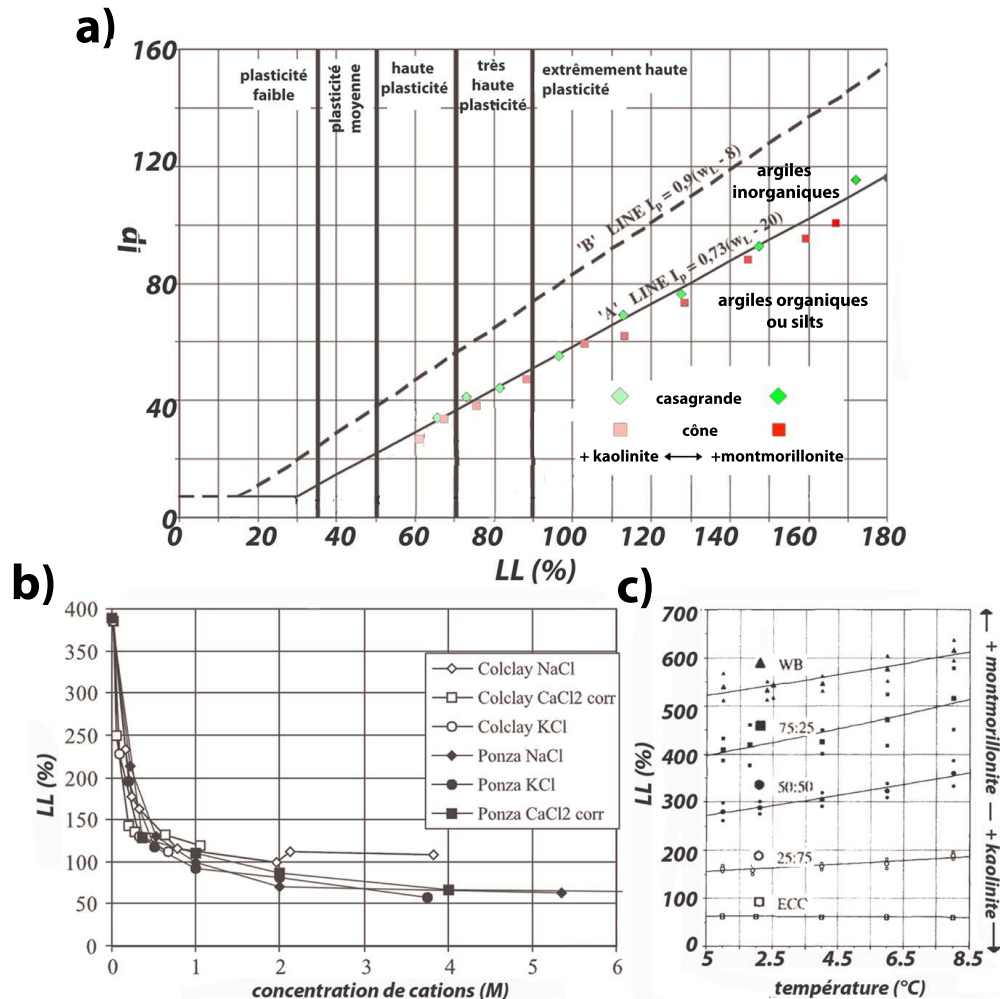 a)
160
120
80
40
0
Ip
plasticité
faible
plasticité
moyenne
haute
plasticité
très
haute
plasticité
extrêmement haute
plasticité
'B' LINE Ip = 0,9(wL - 8)
'A' LINE Ip = 0,73(wL - 20)
argiles
inorganiques
argiles organiques
ou silts
casagrande
cône
+ kaolinite ⟷ +montmorillonite
0 20 40 60 80 100 120 140 160 180
LL (%)
b)
400
350
300
250
200
150
100
50
0
LL (%)
Colclay NaCl
Colclay CaCl2 corr
Colclay KCl
Ponza NaCl
Ponza KCl
Ponza CaCl2 corr
0 1 2 3 4 5 6
concentration de cations (M)
c)
700
600
500
400
300
200
100
0
LL (%)
WB
75:25
50:50
25:75
ECC
5 2.5 4.5 6.5 8.5
température (°C)
+ kaolinite — + montmorillonite